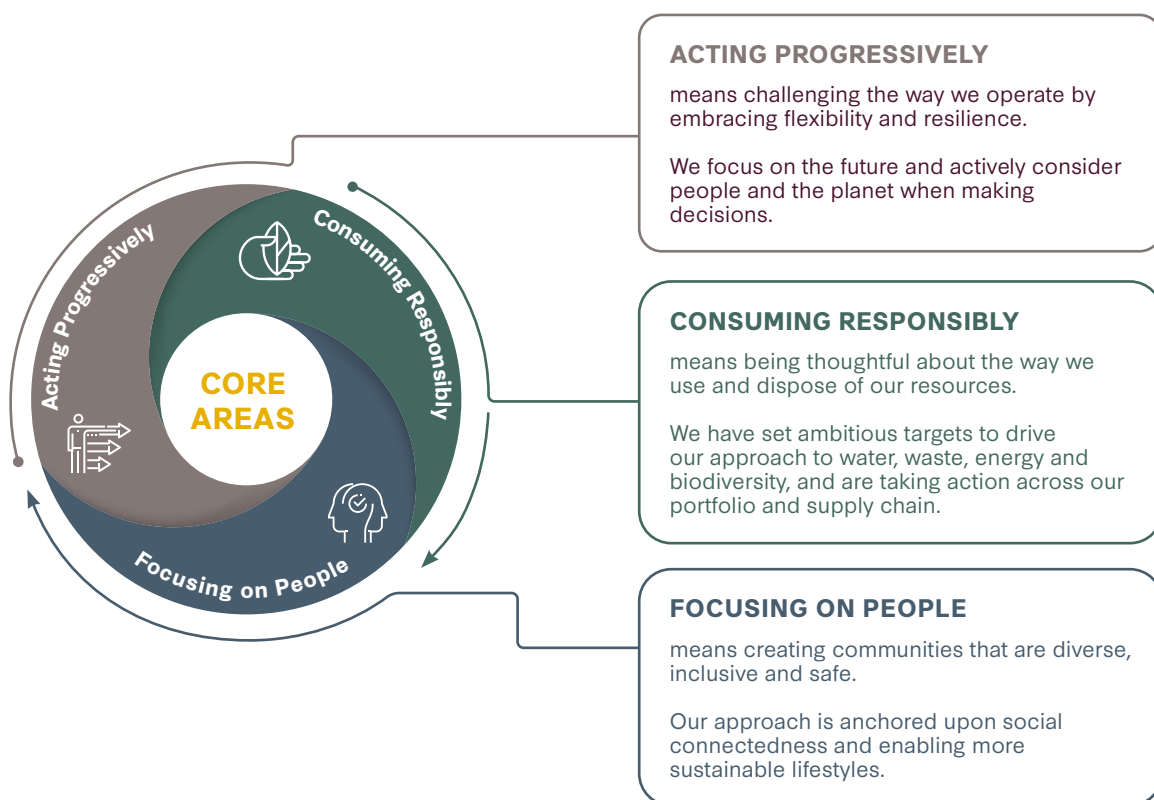 Acting Progressively
Consuming Responsibly
Focusing on People
CORE
AREAS
ACTING PROGRESSIVELY
means challenging the way we operate by
embracing flexibility and resilience.
We focus on the future and actively consider
people and the planet when making
decisions.
CONSUMING RESPONSIBLY
means being thoughtful about the way we
use and dispose of our resources.
We have set ambitious targets to drive
our approach to water, waste, energy and
biodiversity, and are taking action across our
portfolio and supply chain.
FOCUSING ON PEOPLE
means creating communities that are diverse,
inclusive and safe.
Our approach is anchored upon social
connectedness and enabling more
sustainable lifestyles.